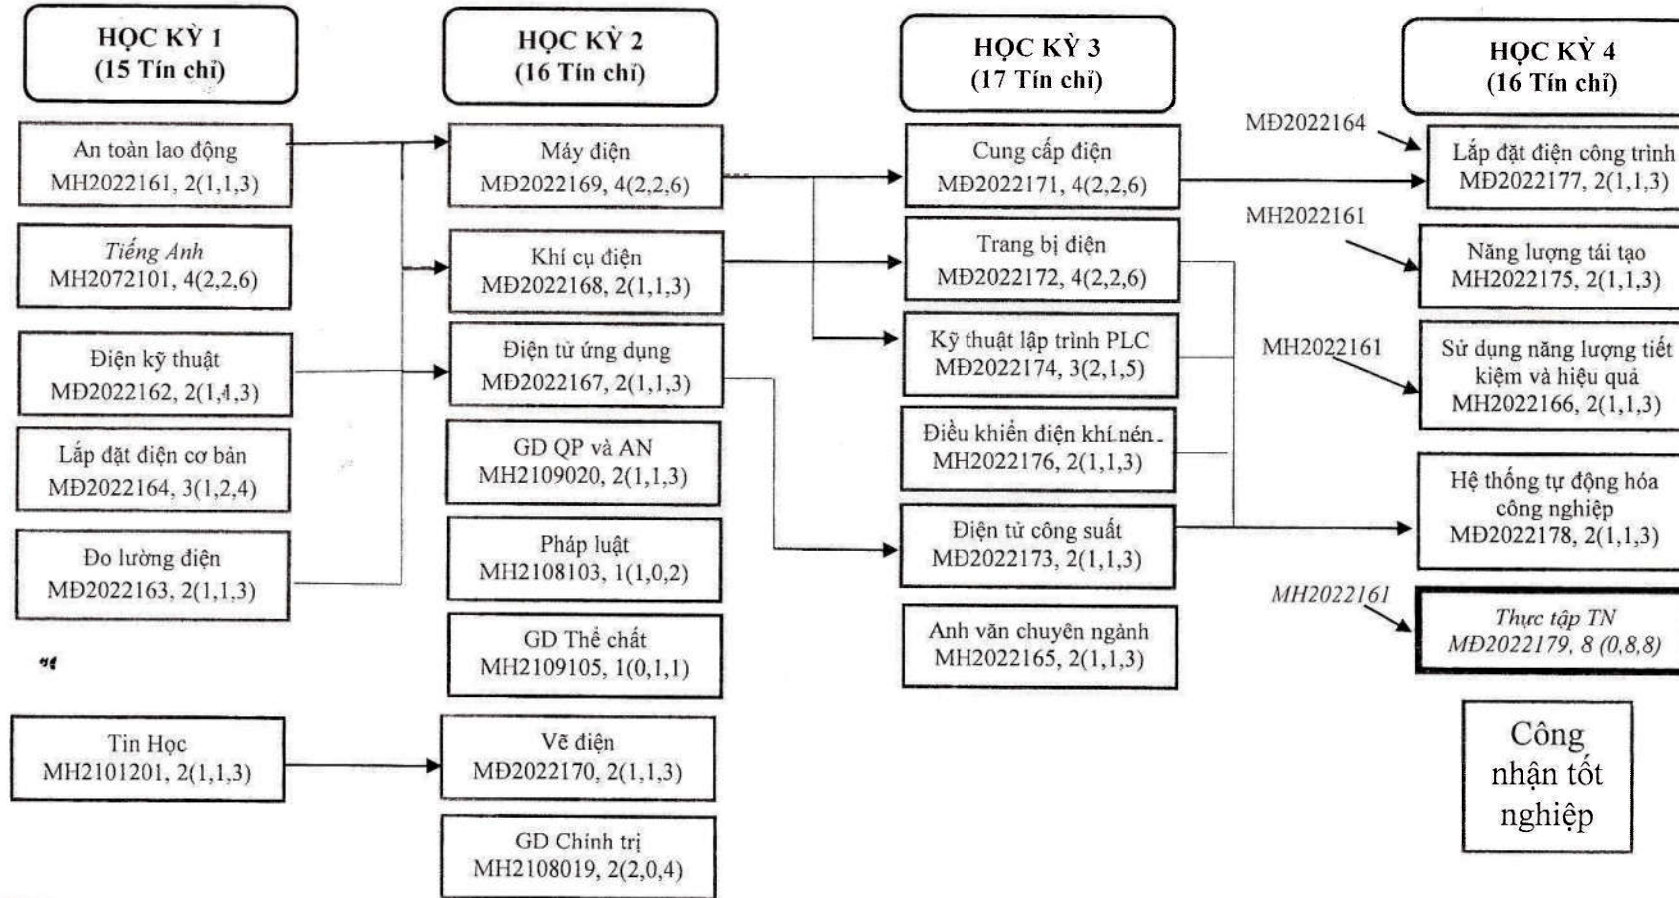 HỌC KỲ 1
(15 Tín chỉ)
An toàn lao động
MH2022161, 2(1,1,3)
Tiếng Anh
MH2072101, 4(2,2,6)
Điện kỹ thuật
MĐ2022162, 2(1,1,3)
Lắp đặt điện cơ bản
MĐ2022164, 3(1,2,4)
Đo lường điện
MĐ2022163, 2(1,1,3)
Tin Học
MH2101201, 2(1,1,3)
HỌC KỲ 2
(16 Tín chỉ)
Máy điện
MĐ2022169, 4(2,2,6)
Khí cụ điện
MĐ2022168, 2(1,1,3)
Điện tử ứng dụng
MĐ2022167, 2(1,1,3)
GD QP và AN
MH2109020, 2(1,1,3)
Pháp luật
MH2108103, 1(1,0,2)
GD Thể chất
MH2109105, 1(0,1,1)
Vẽ điện
MĐ2022170, 2(1,1,3)
GD Chính trị
MH2108019, 2(2,0,4)
HỌC KỲ 3
(17 Tín chỉ)
Cung cấp điện
MĐ2022171, 4(2,2,6)
Trang bị điện
MĐ2022172, 4(2,2,6)
Kỹ thuật lập trình PLC
MĐ2022174, 3(2,1,5)
Điều khiển điện khí nén
MH2022176, 2(1,1,3)
Điện tử công suất
MĐ2022173, 2(1,1,3)
Anh văn chuyên ngành
MH2022165, 2(1,1,3)
HỌC KỲ 4
(16 Tín chỉ)
MĐ2022164
Lắp đặt điện công trình
MĐ2022177, 2(1,1,3)
MH2022161
Năng lượng tái tạo
MH2022175, 2(1,1,3)
MH2022161
Sử dụng năng lượng tiết
kiệm và hiệu quả
MH2022166, 2(1,1,3)
Hệ thống tự động hóa
công nghiệp
MĐ2022178, 2(1,1,3)
MH2022161
Thực tập TN
MĐ2022179, 8 (0,8,8)
Công
nhận tốt
nghiệp